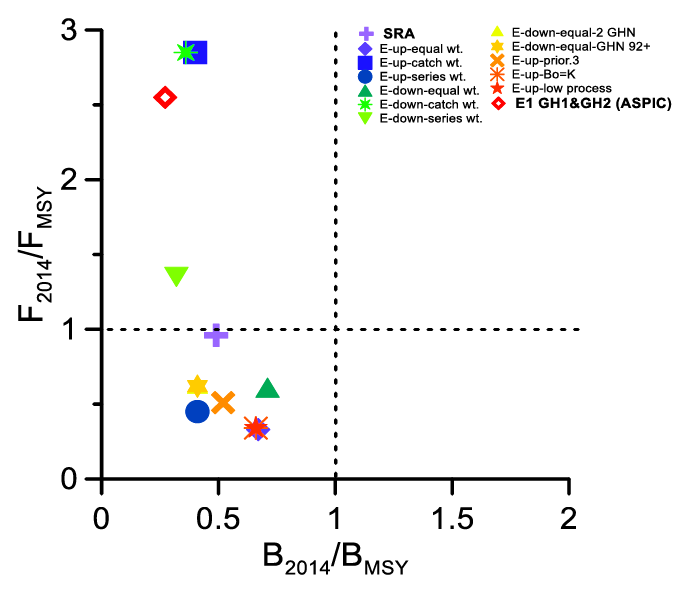 3
2
1
0
F2014/FMSY
0
0.5
1
1.5
2
B2014/BMSY
SRA
E-up-equal wt.
E-up-catch wt.
E-up-series wt.
E-down-equal wt.
E-down-catch wt.
E-down-series wt.
E-down-equal-2 GHN
E-down-equal-GHN 92+
E-up-prior.3
E-up-Bo=K
E-up-low process
E1 GH1&GH2 (ASPIC)